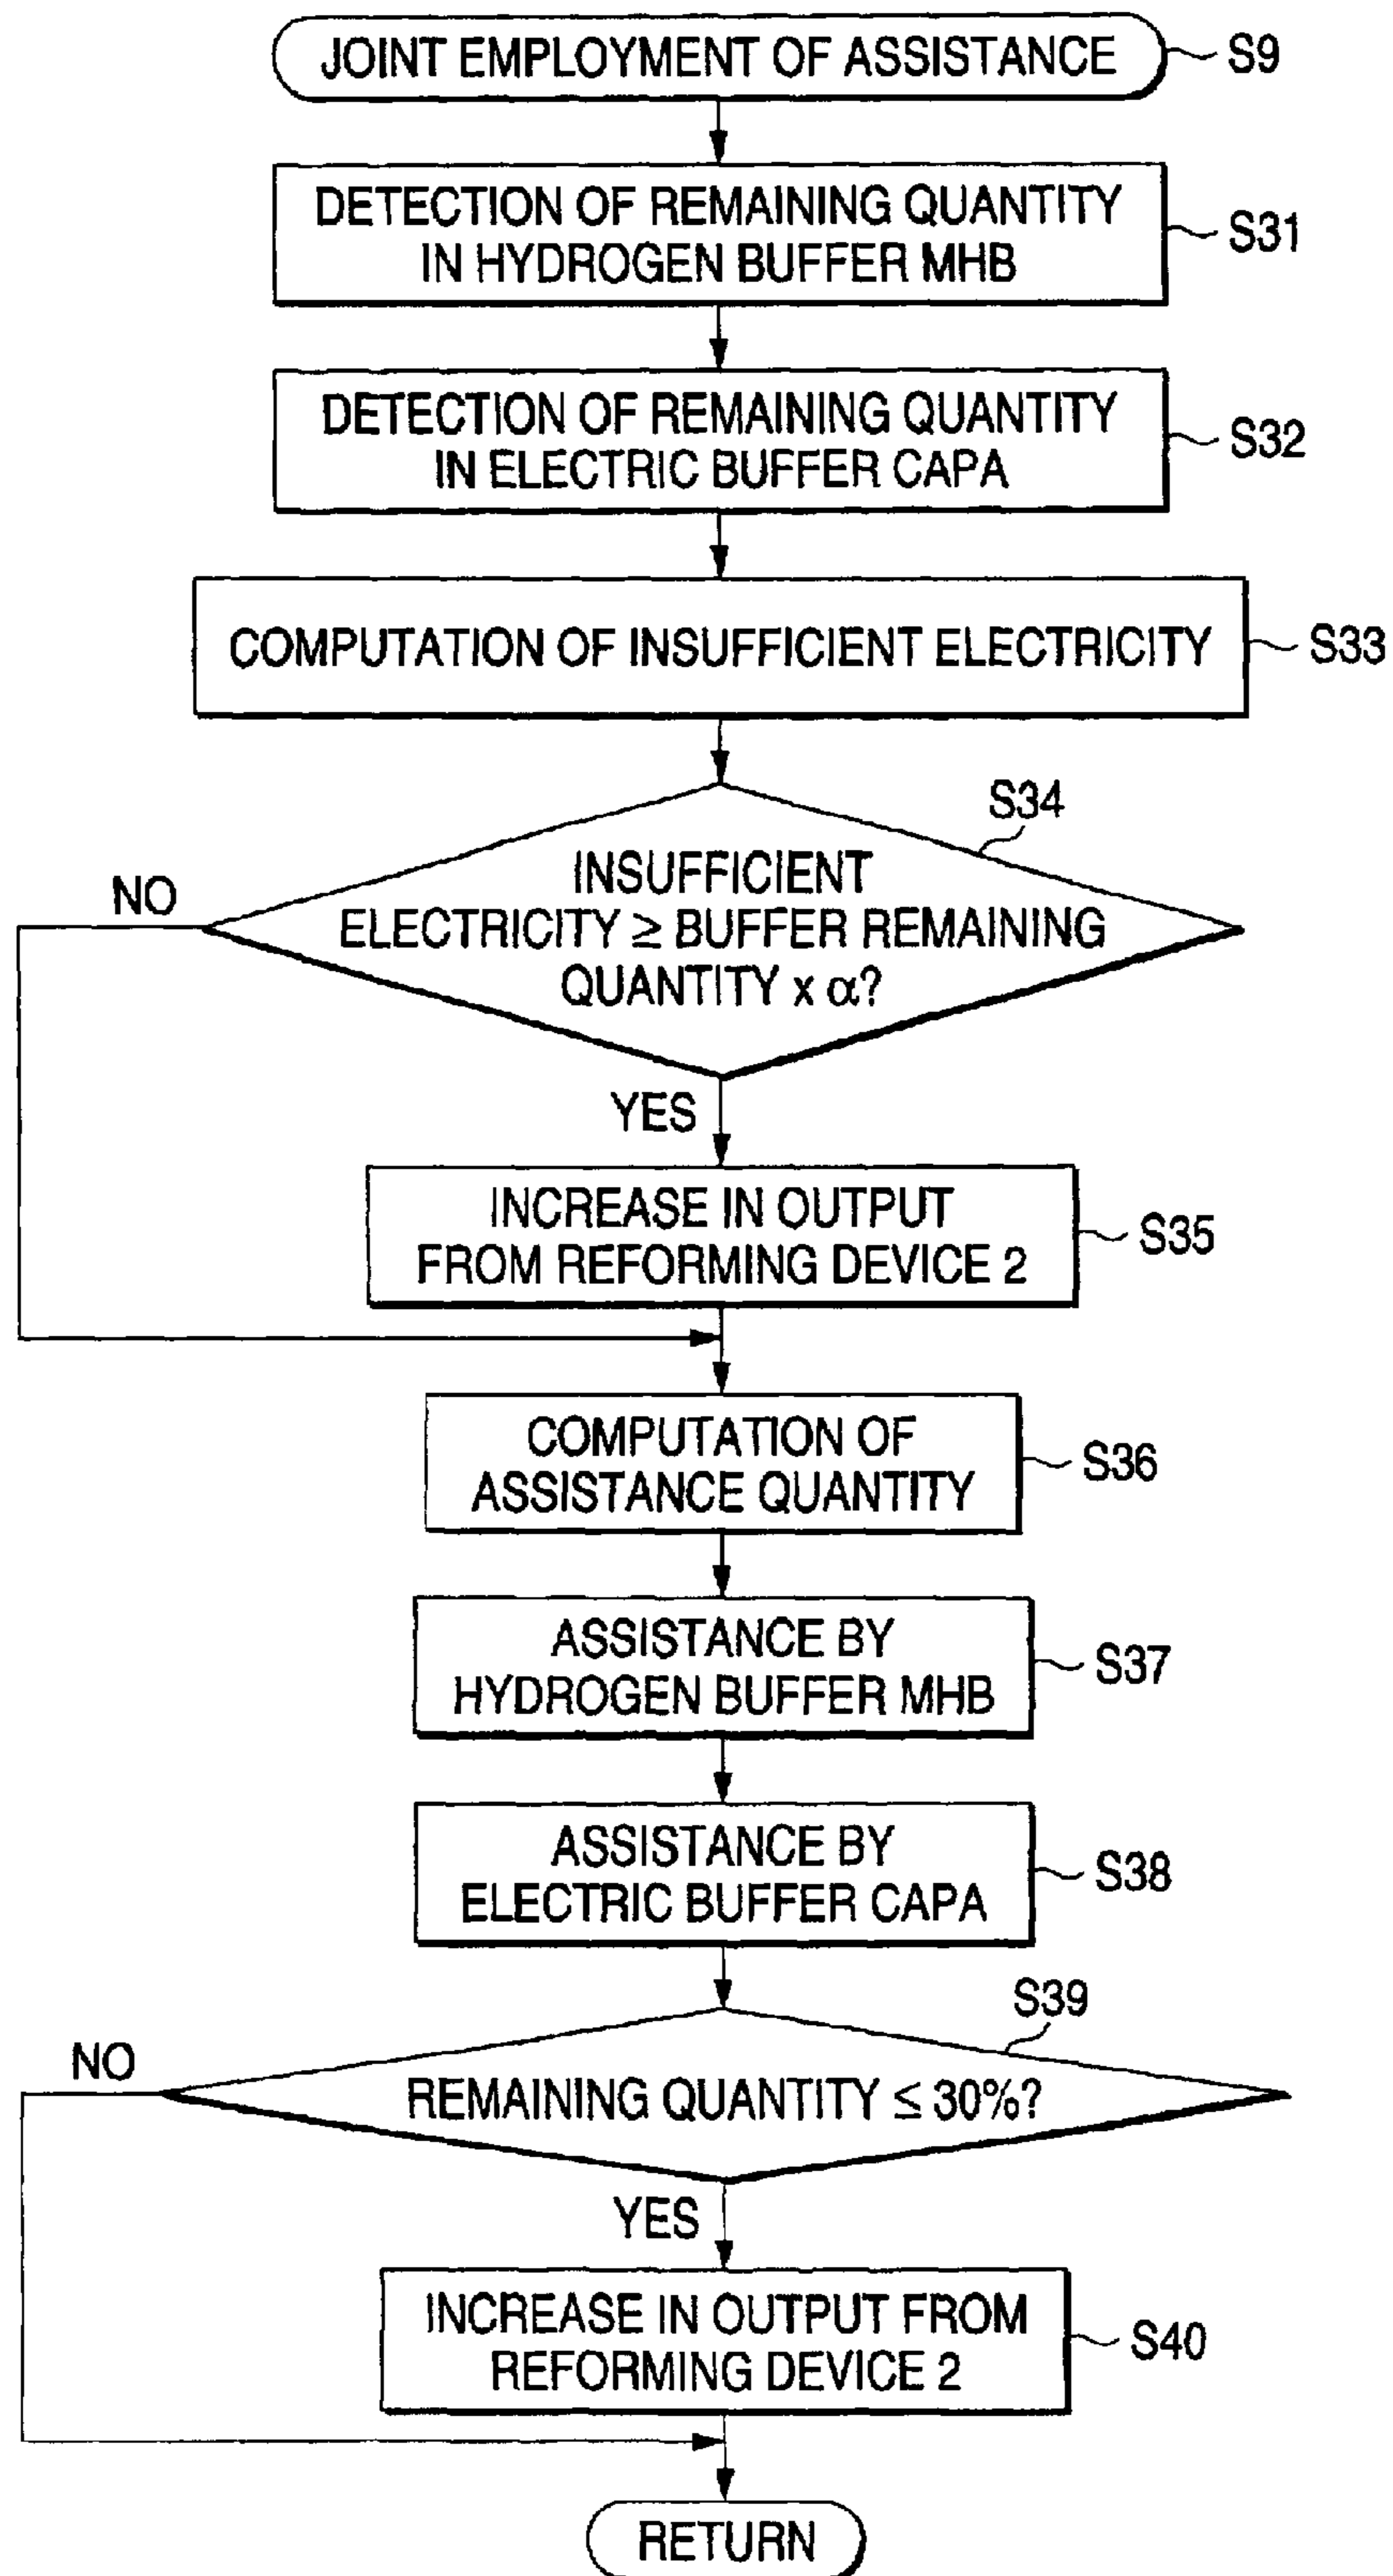 JOINT EMPLOYMENT OF ASSISTANCE
S9
DETECTION OF REMAINING QUANTITY
IN HYDROGEN BUFFER MHB
S31
DETECTION OF REMAINING QUANTITY
IN ELECTRIC BUFFER CAPA
S32
COMPUTATION OF INSUFFICIENT ELECTRICITY
S33
S34
INSUFFICIENT
ELECTRICITY ≥ BUFFER REMAINING
QUANTITY x α?
NO
YES
INCREASE IN OUTPUT
FROM REFORMING DEVICE 2
S35
COMPUTATION OF
ASSISTANCE QUANTITY
S36
ASSISTANCE BY
HYDROGEN BUFFER MHB
S37
ASSISTANCE BY
ELECTRIC BUFFER CAPA
S38
S39
REMAINING QUANTITY ≤ 30%?
NO
YES
INCREASE IN OUTPUT FROM
REFORMING DEVICE 2
S40
RETURN